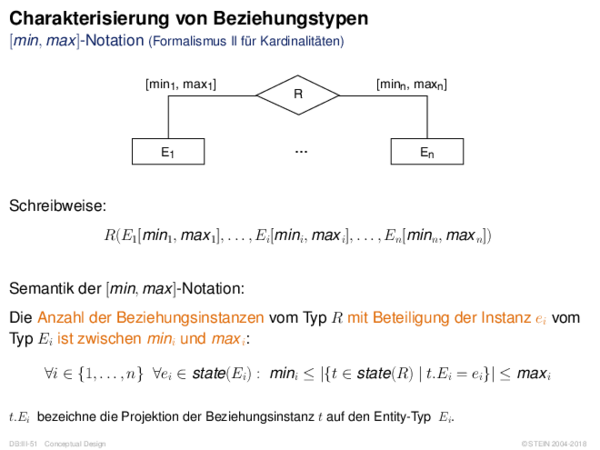 Charakterisierung von Beziehungstypen
[min, max]-Notation (Formalismus II für Kardinalitäten)
[min₁, max₁] R [minₙ, maxₙ]
E₁ ... Eₙ
Schreibweise:
R(E₁[min₁, max₁], . . . , Eᵢ[minᵢ, maxᵢ], . . . , Eₙ[minₙ, maxₙ])
Semantik der [min, max]-Notation:
Die Anzahl der Beziehungsinstanzen vom Typ R mit Beteiligung der Instanz eᵢ vom
Typ Eᵢ ist zwischen minᵢ und maxᵢ:
∀i ∈ {1, . . . , n} ∀eᵢ ∈ state(Eᵢ) : minᵢ ≤ |{t ∈ state(R) | t.Eᵢ = eᵢ}| ≤ maxᵢ
t.Eᵢ bezeichne die Projektion der Beziehungsinstanz t auf den Entity-Typ Eᵢ.
DB:III-51 Conceptual Design © STEIN 2004-2018